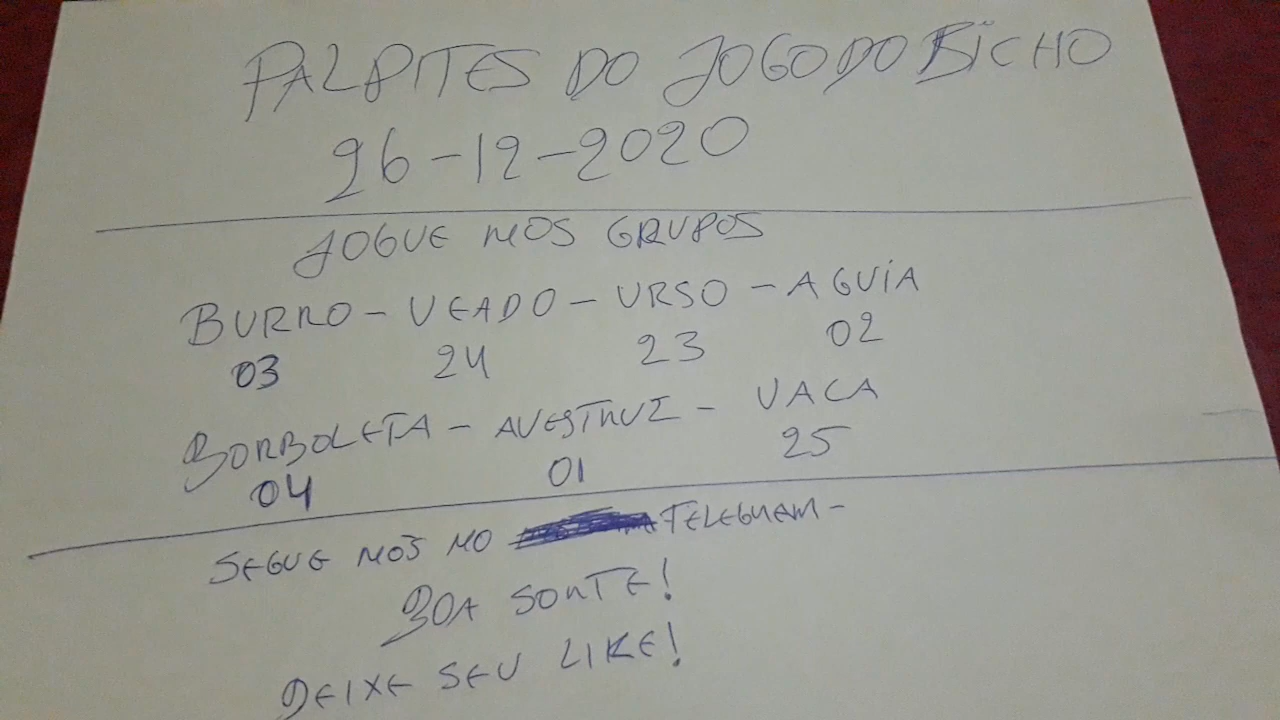 PALPITES DO JOGO DO BICHO
26-12-2020
JOGUE NOS GRUPOS
BURRO - VEADO - URSO - AGUIA
03 24 23 02
BORBOLETA - AVESTRUZ - VACA
04 01 25
SEGUE NOS NO TELEGRAM -
BOA SORTE!
DEIXE SEU LIKE!